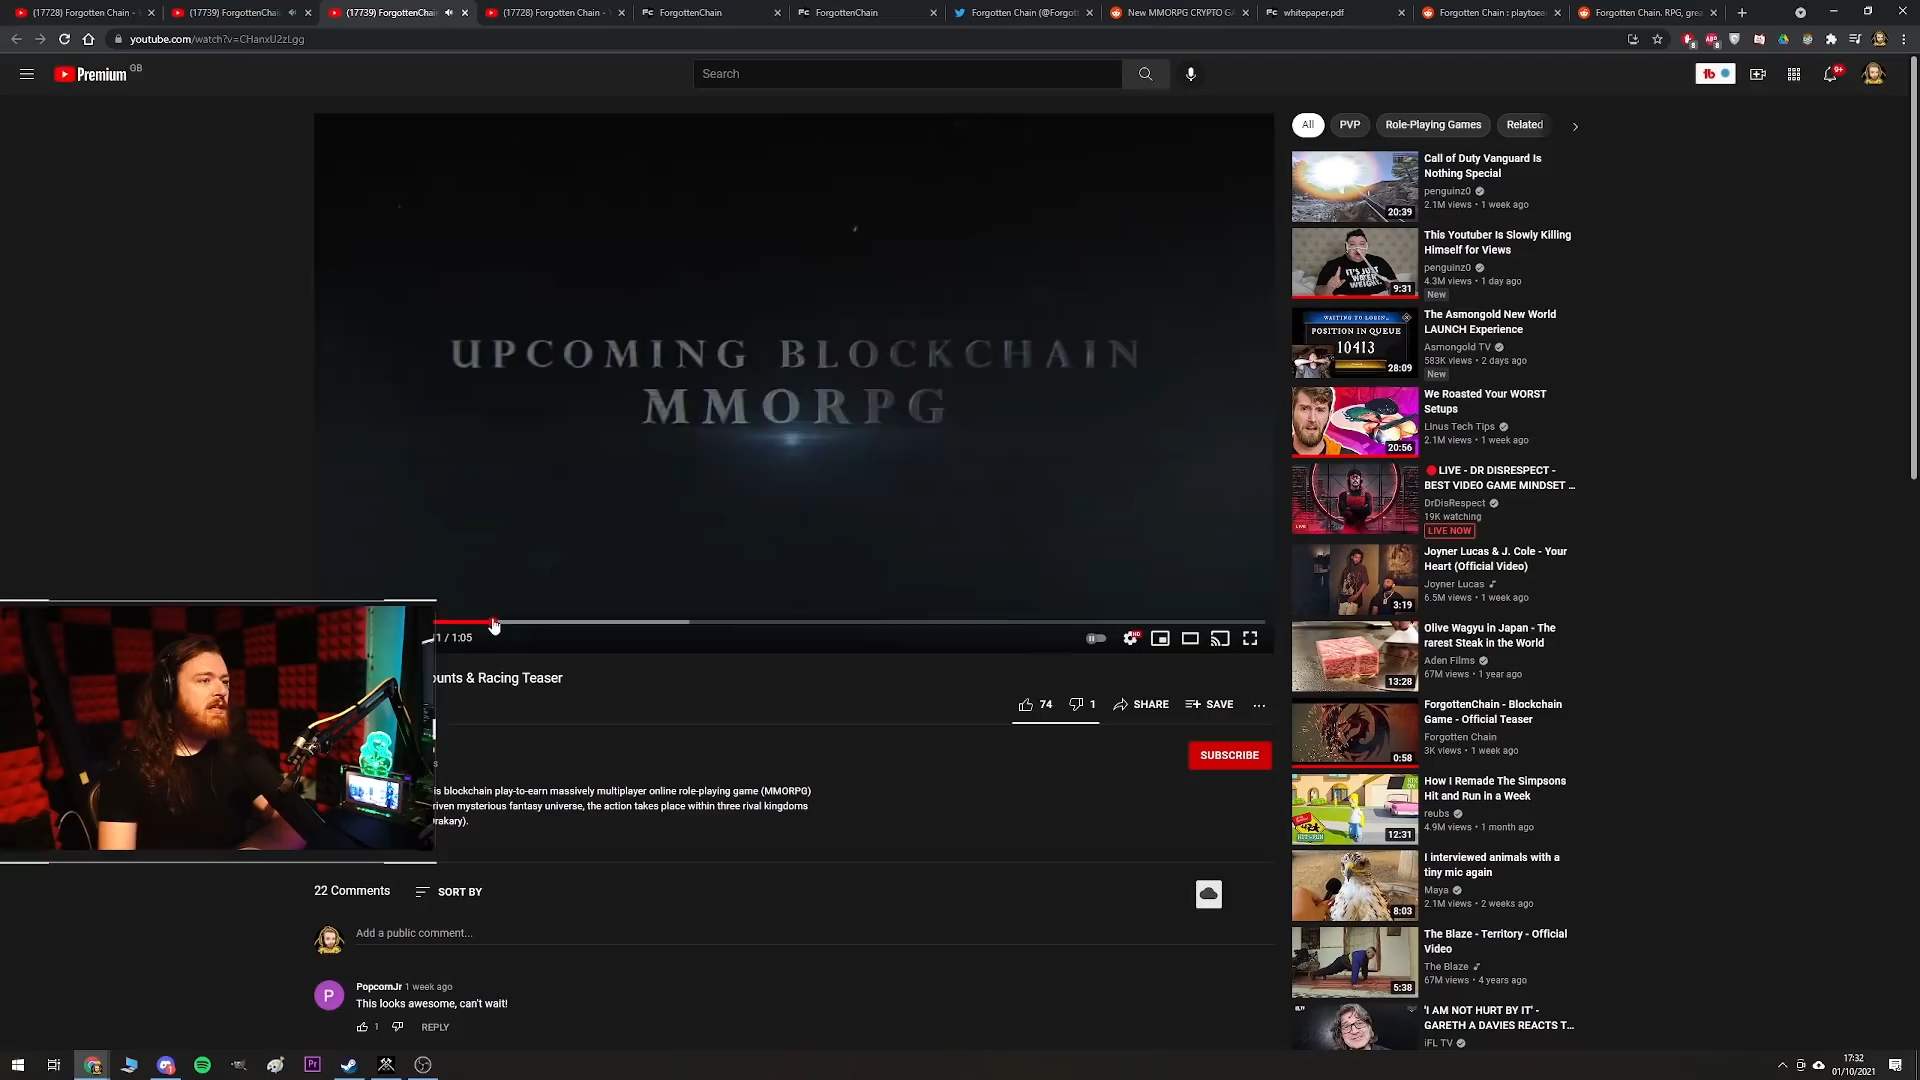 (17728) Forgotten Chain -
(17739) ForgottenChai
(17739) ForgottenChai
(17728) Forgotten Chain -
ForgottenChain
ForgottenChain
Forgotten Chain (@Forgott
New MMORPG CRYPTO GA
whitepaper.pdf
Forgotten Chain : playtoea
Forgotten Chain. RPG, grea
youtube.com/watch?v=CHanxU2zLgg
Premium GB
Search
9+
UPCOMING BLOCKCHAIN
MMORPG
1 / 1:05
ounts & Racing Teaser
74
1
SHARE
SAVE
SUBSCRIBE
is blockchain play-to-earn massively multiplayer online role-playing game (MMORPG)
riven mysterious fantasy universe, the action takes place within three rival kingdoms
rakary).
22 Comments
SORT BY
Add a public comment...
P
PopcornJr 1 week ago
This looks awesome, can't wait!
1
REPLY
All
PVP
Role-Playing Games
Related
Call of Duty Vanguard Is
Nothing Special
penguinz0
2.1M views • 1 week ago
20:39
This Youtuber Is Slowly Killing
Himself for Views
penguinz0
4.3M views • 1 day ago
New
IT'S JUST
WATER
WEIGHT.
9:31
The Asmongold New World
LAUNCH Experience
Asmongold TV
583K views • 2 days ago
New
WAITING TO LOGIN...
POSITION IN QUEUE
10413
28:09
We Roasted Your WORST
Setups
Linus Tech Tips
2.1M views • 1 week ago
20:56
LIVE - DR DISRESPECT -
BEST VIDEO GAME MINDSET ...
DrDisRespect
19K watching
LIVE NOW
LIVE
Joyner Lucas & J. Cole - Your
Heart (Official Video)
Joyner Lucas
6.5M views • 1 week ago
3:19
Olive Wagyu in Japan - The
rarest Steak in the World
Aden Films
67M views • 1 year ago
13:28
ForgottenChain - Blockchain
Game - Official Teaser
Forgotten Chain
3K views • 1 week ago
0:58
How I Remade The Simpsons
Hit and Run in a Week
reubs
4.9M views • 1 month ago
12:31
I interviewed animals with a
tiny mic again
Maya
2.1M views • 2 weeks ago
8:03
The Blaze - Territory - Official
Video
The Blaze
67M views • 4 years ago
5:38
'I AM NOT HURT BY IT' -
GARETH A DAVIES REACTS T...
iFL TV
17:32
01/10/2021